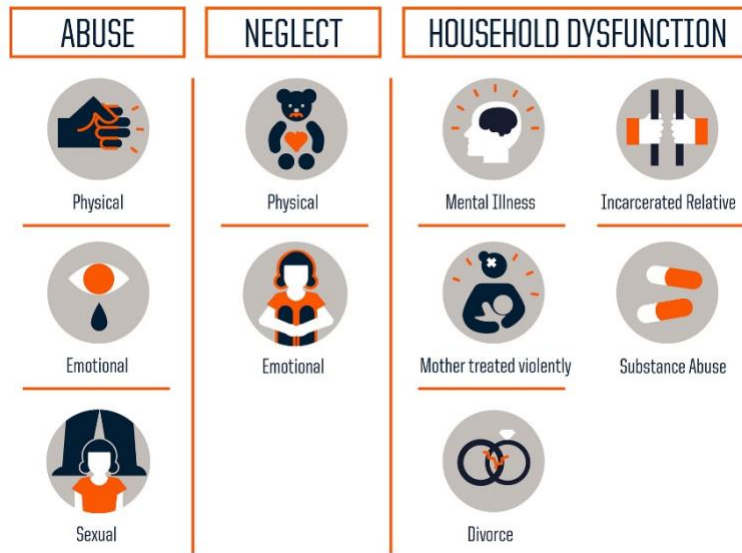 ABUSE
Physical
Emotional
Sexual
NEGLECT
Physical
Emotional
HOUSEHOLD DYSFUNCTION
Mental Illness
Incarcerated Relative
Mother treated violently
Substance Abuse
Divorce